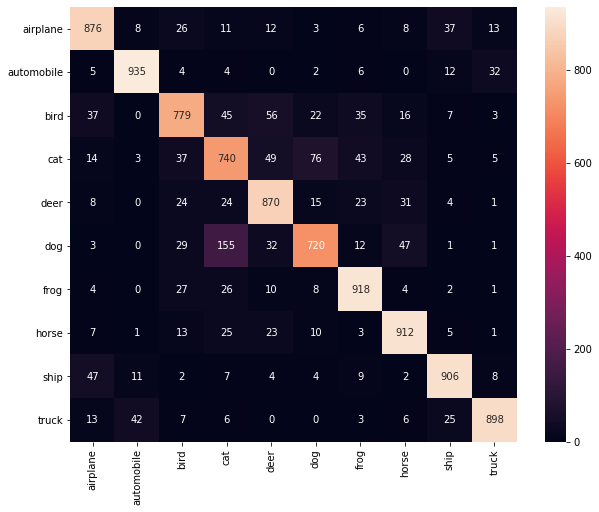 airplane 876 8 26 11 12 3 6 8 37 13
automobile 5 935 4 4 0 2 6 0 12 32
bird 37 0 779 45 56 22 35 16 7 3
cat 14 3 37 740 49 76 43 28 5 5
deer 8 0 24 24 870 15 23 31 4 1
dog 3 0 29 155 32 720 12 47 1 1
frog 4 0 27 26 10 8 918 4 2 1
horse 7 1 13 25 23 10 3 912 5 1
ship 47 11 2 7 4 4 9 2 906 8
truck 13 42 7 6 0 0 3 6 25 898
airplane automobile bird cat deer dog frog horse ship truck
800
600
400
200
0